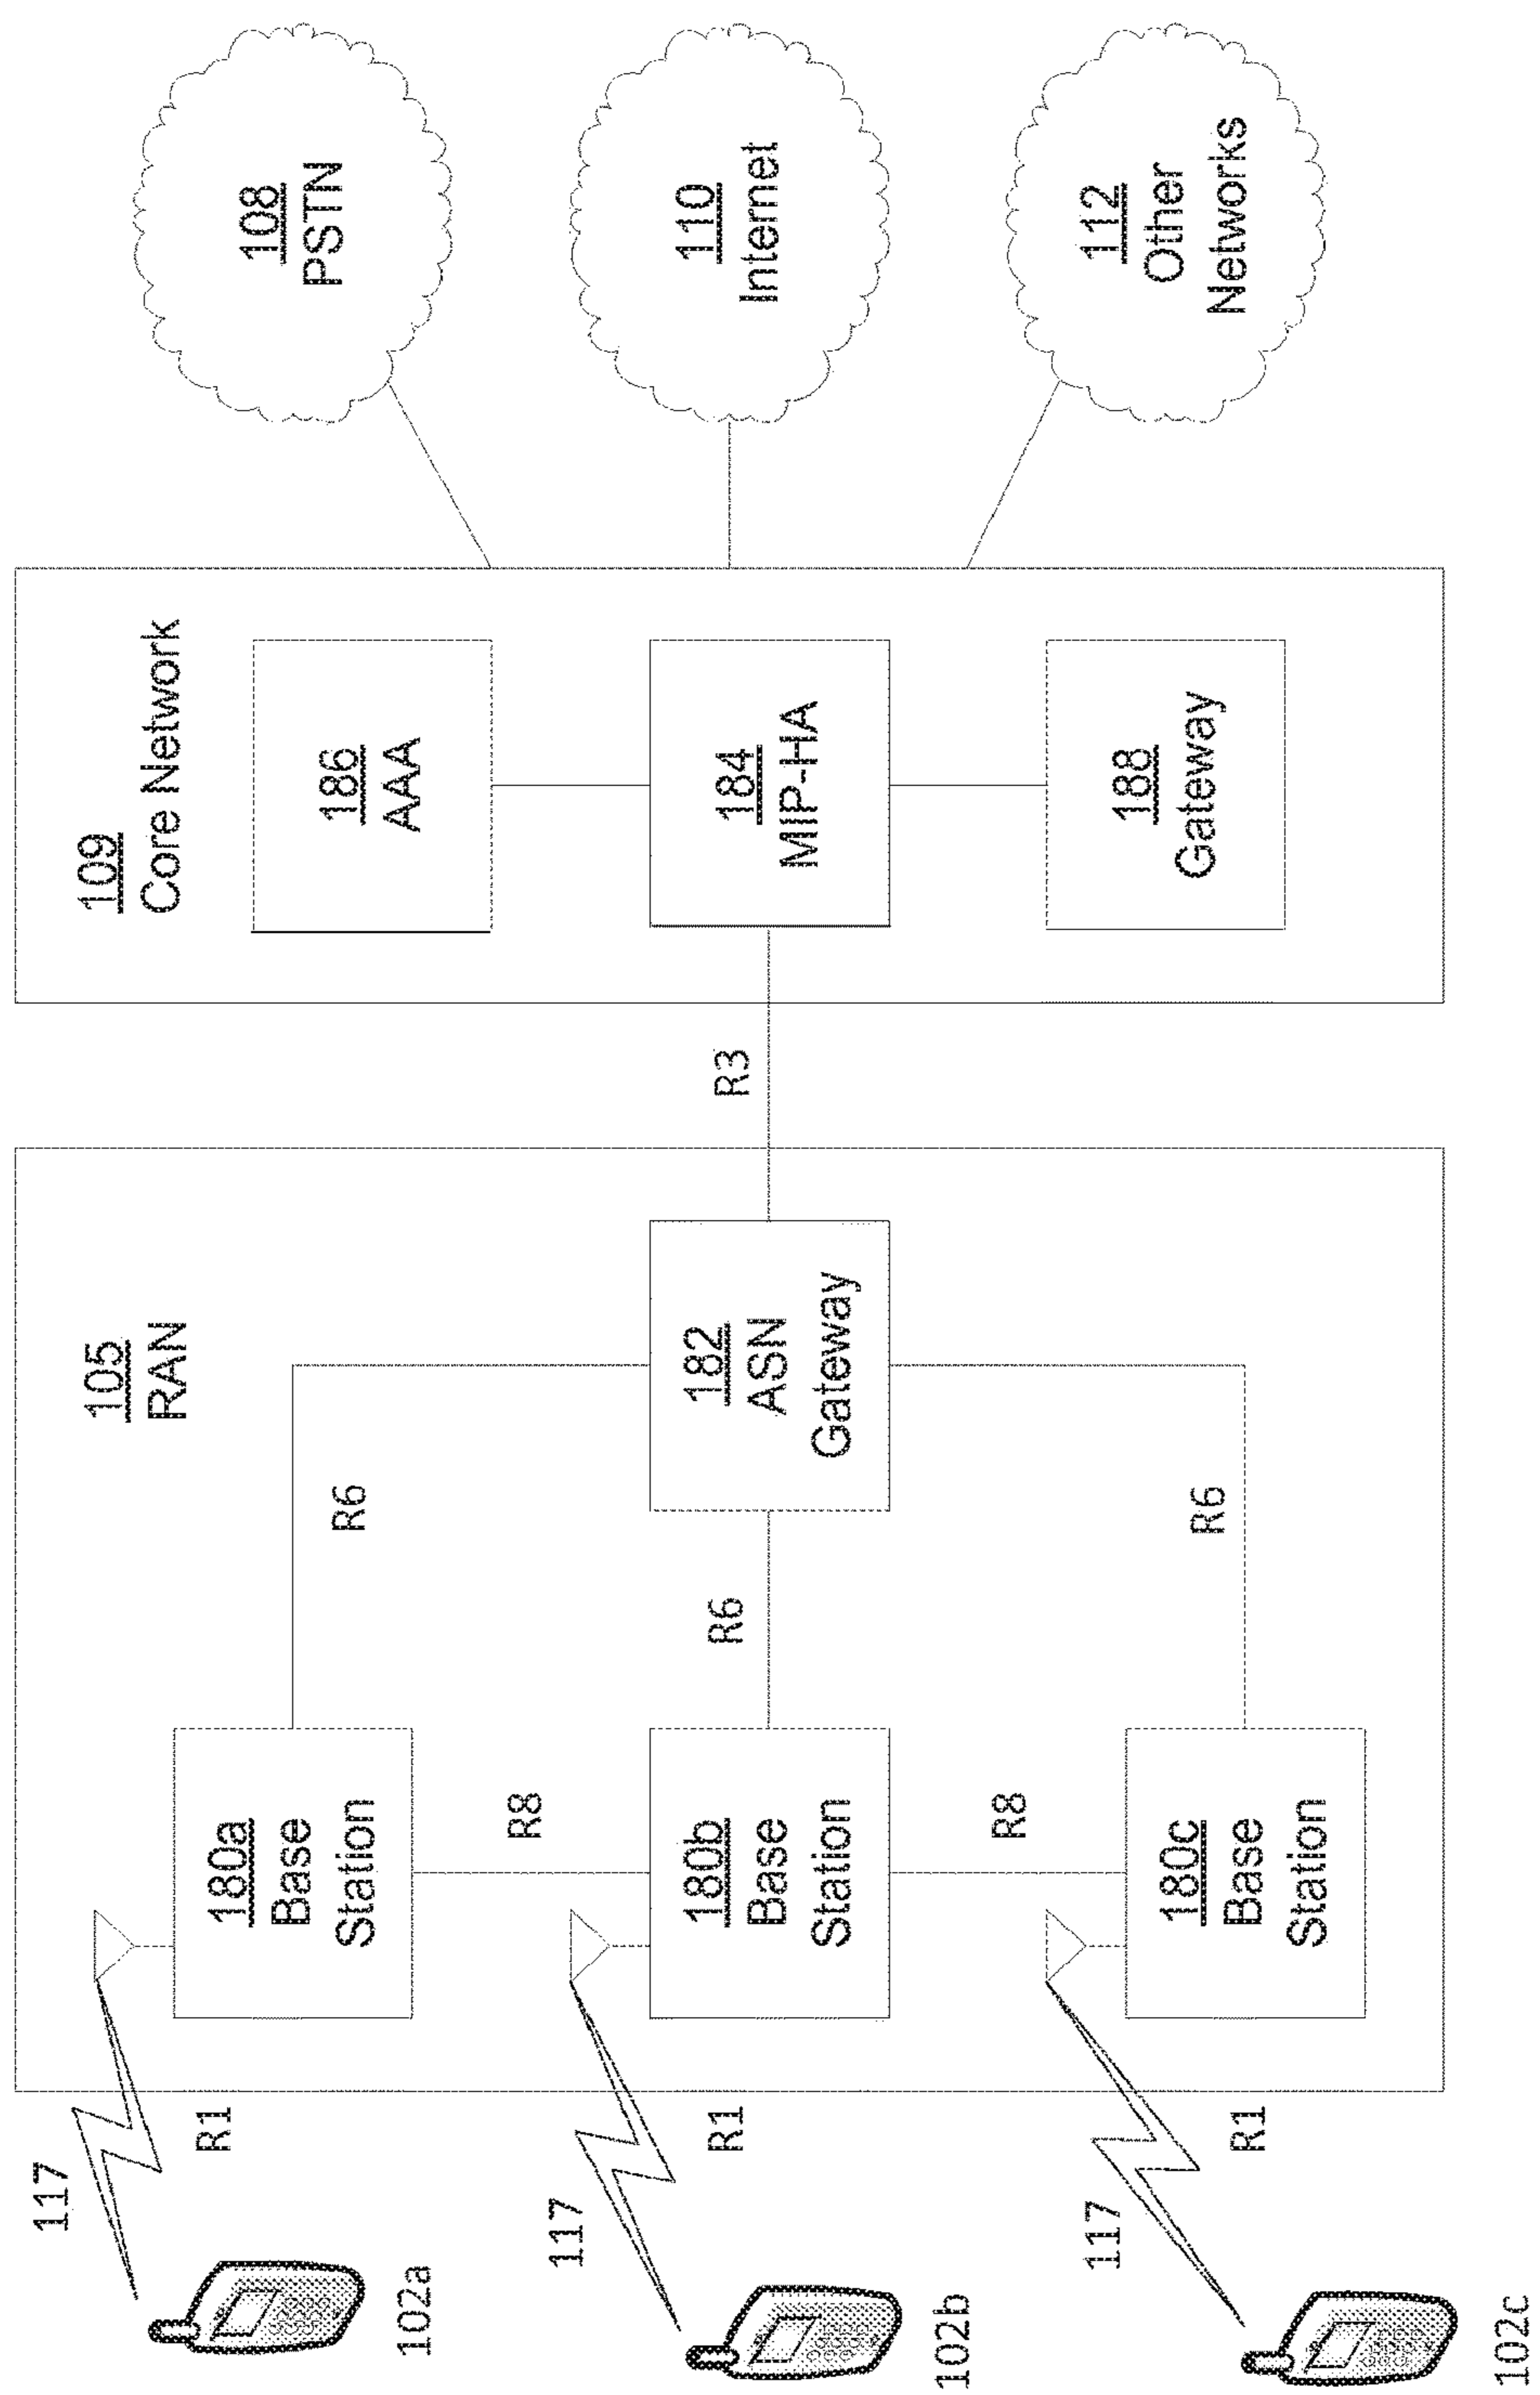 117
R1
102a
180a
Base
Station
R8
117
R1
102b
180b
Base
Station
R8
117
R1
102c
180c
Base
Station
105
RAN
R6
R6
R6
182
ASN
Gateway
R3
109
Core Network
186
AAA
184
MIP-HA
188
Gateway
108
PSTN
110
Internet
112
Other
Networks